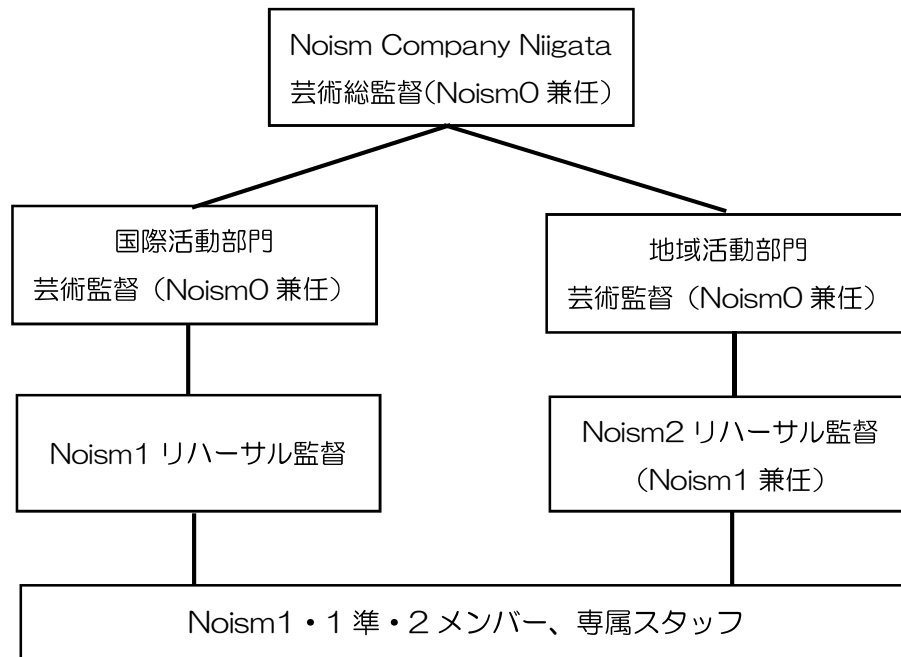 Noism Company Niigata
芸術総監督(Noism0 兼任)
国際活動部門
芸術監督（Noism0 兼任）
地域活動部門
芸術監督（Noism0 兼任）
Noism1 リハーサル監督
Noism2 リハーサル監督
（Noism1 兼任）
Noism1・1 準・2 メンバー、専属スタッフ